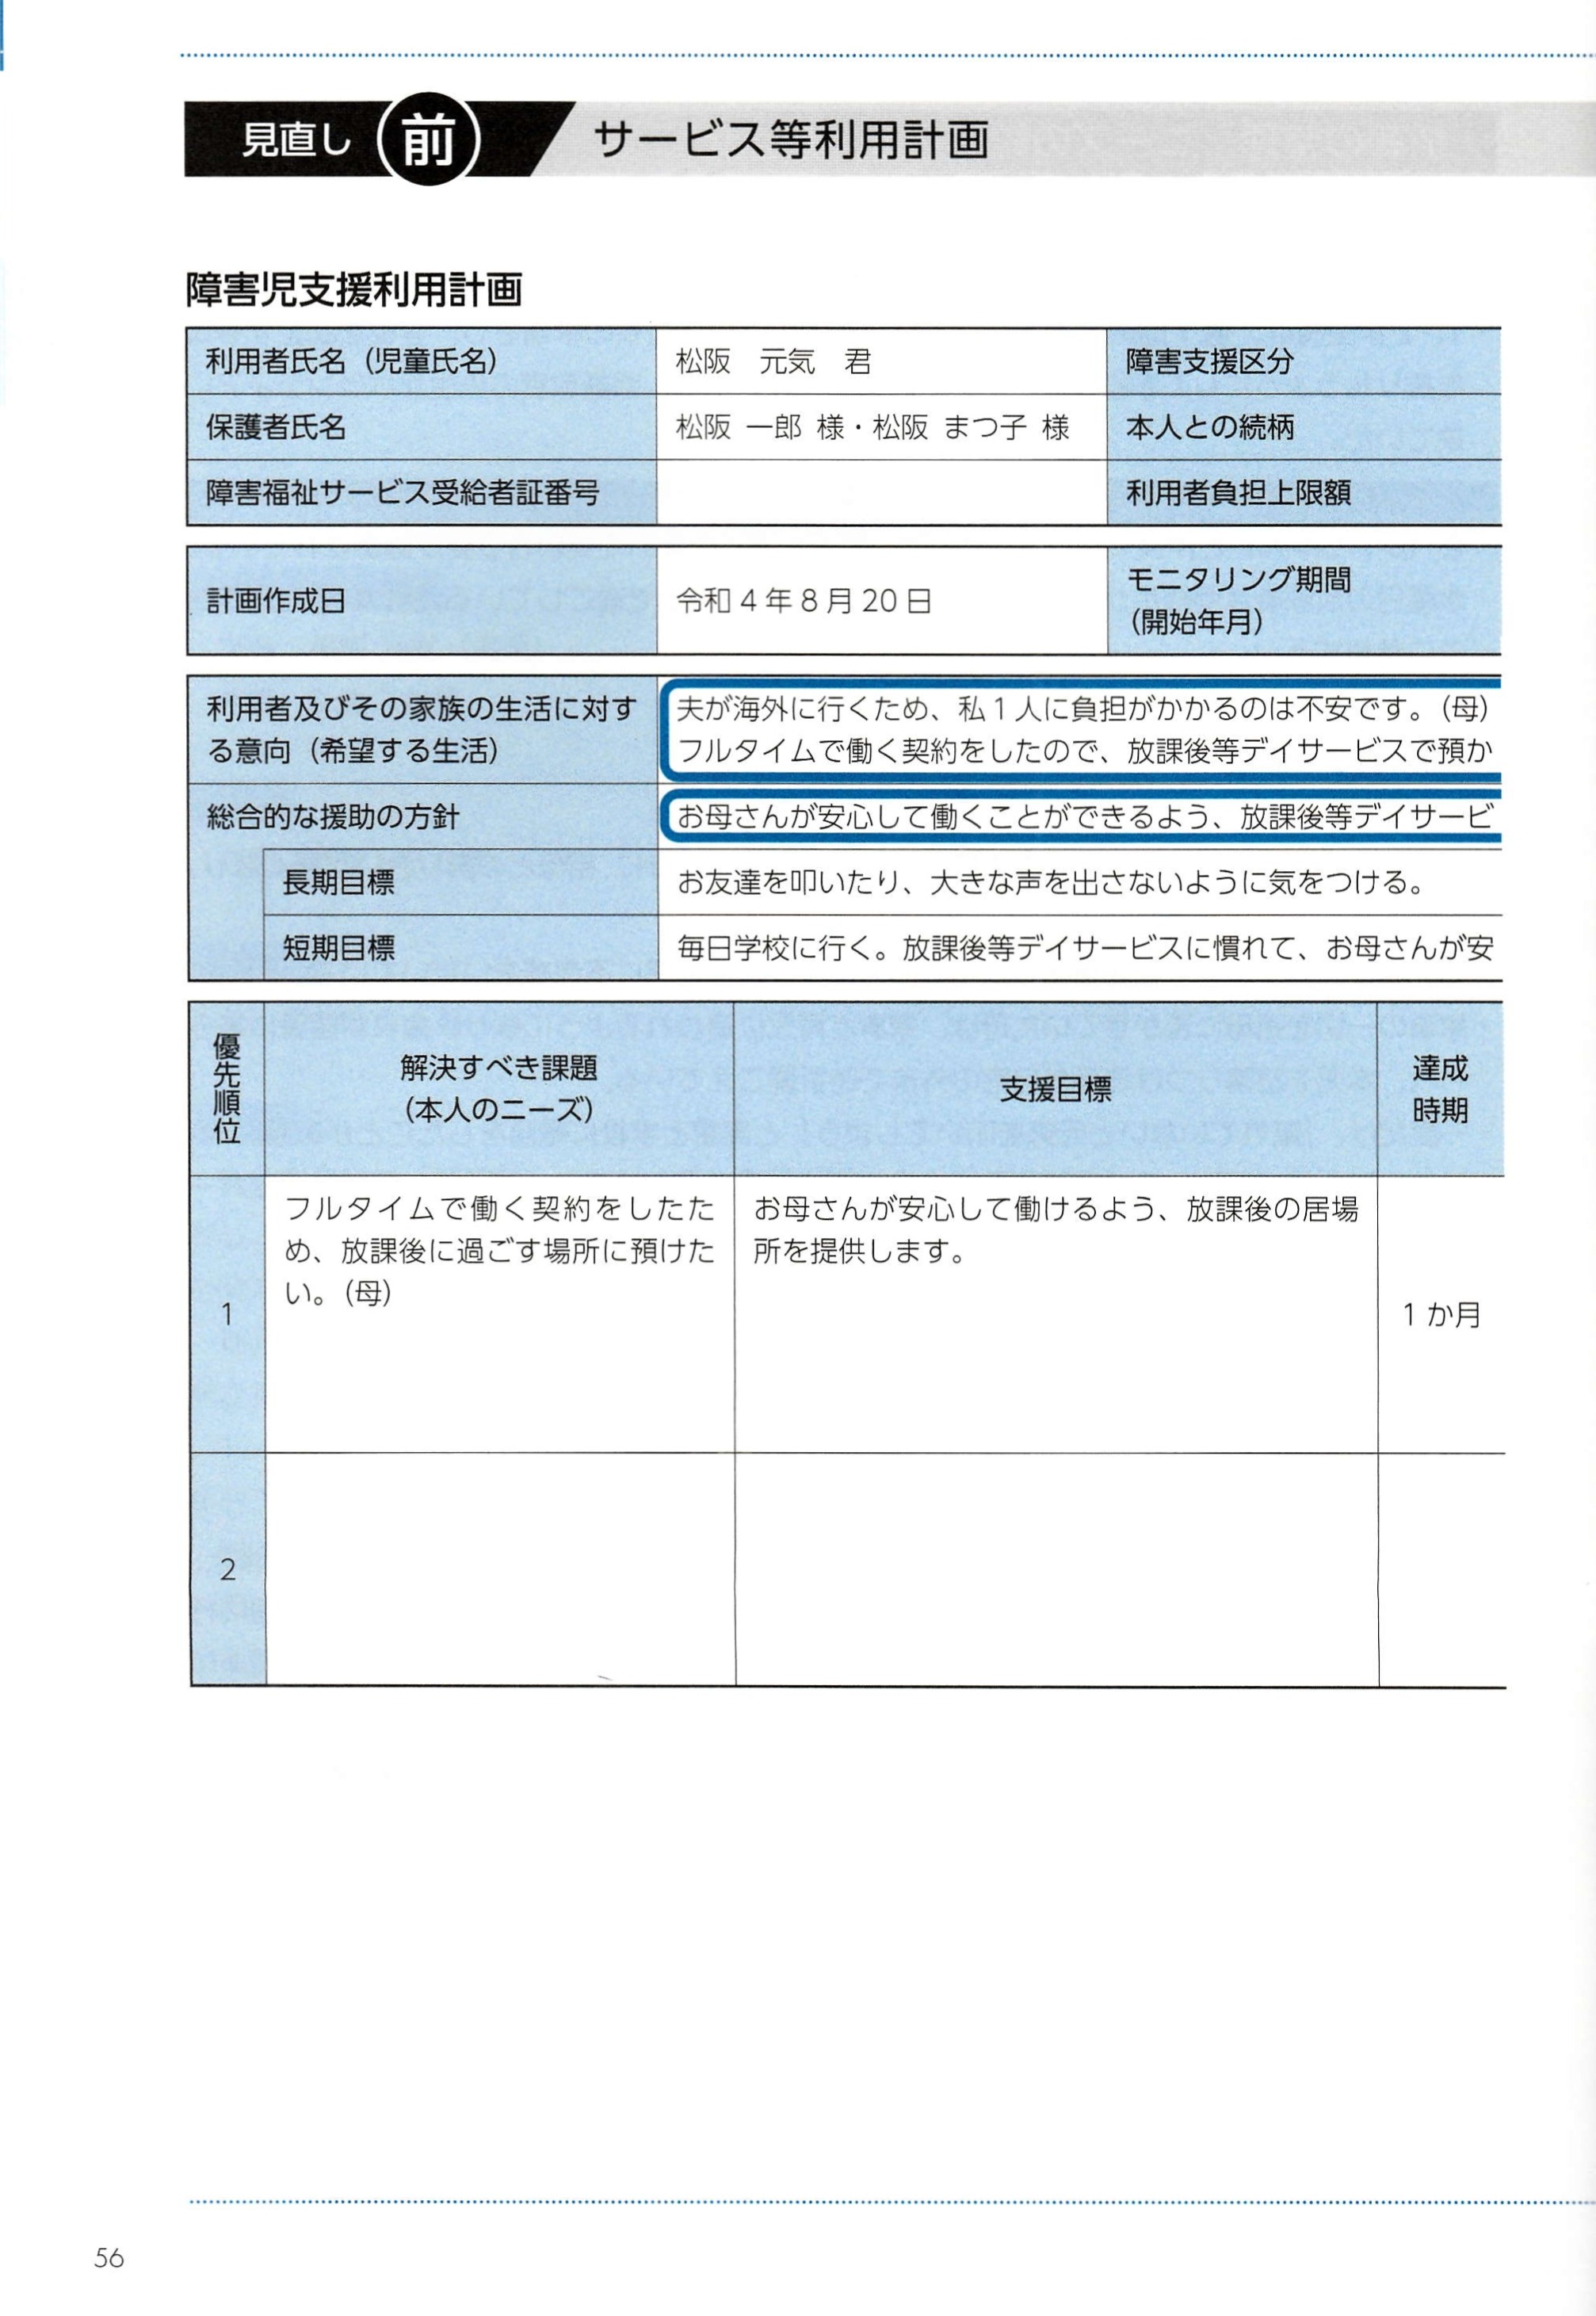 見直し 前 サービス等利用計画
障害児支援利用計画
利用者氏名（児童氏名） 松阪　元気　君 障害支援区分
保護者氏名 松阪 一郎 様・松阪 まつ子 様 本人との続柄
障害福祉サービス受給者証番号 利用者負担上限額
計画作成日 令和4年8月20日 モニタリング期間
（開始年月）
利用者及びその家族の生活に対す
る意向（希望する生活）
夫が海外に行くため、私1人に負担がかかるのは不安です。（母）
フルタイムで働く契約をしたので、放課後等デイサービスで預か
総合的な援助の方針 お母さんが安心して働くことができるよう、放課後等デイサービ
長期目標 お友達を叩いたり、大きな声を出さないように気をつける。
短期目標 毎日学校に行く。放課後等デイサービスに慣れて、お母さんが安
優先順位
解決すべき課題
（本人のニーズ）
支援目標
達成
時期
1
フルタイムで働く契約をしたた
め、放課後に過ごす場所に預けた
い。（母）
お母さんが安心して働けるよう、放課後の居場
所を提供します。
1か月
2
56